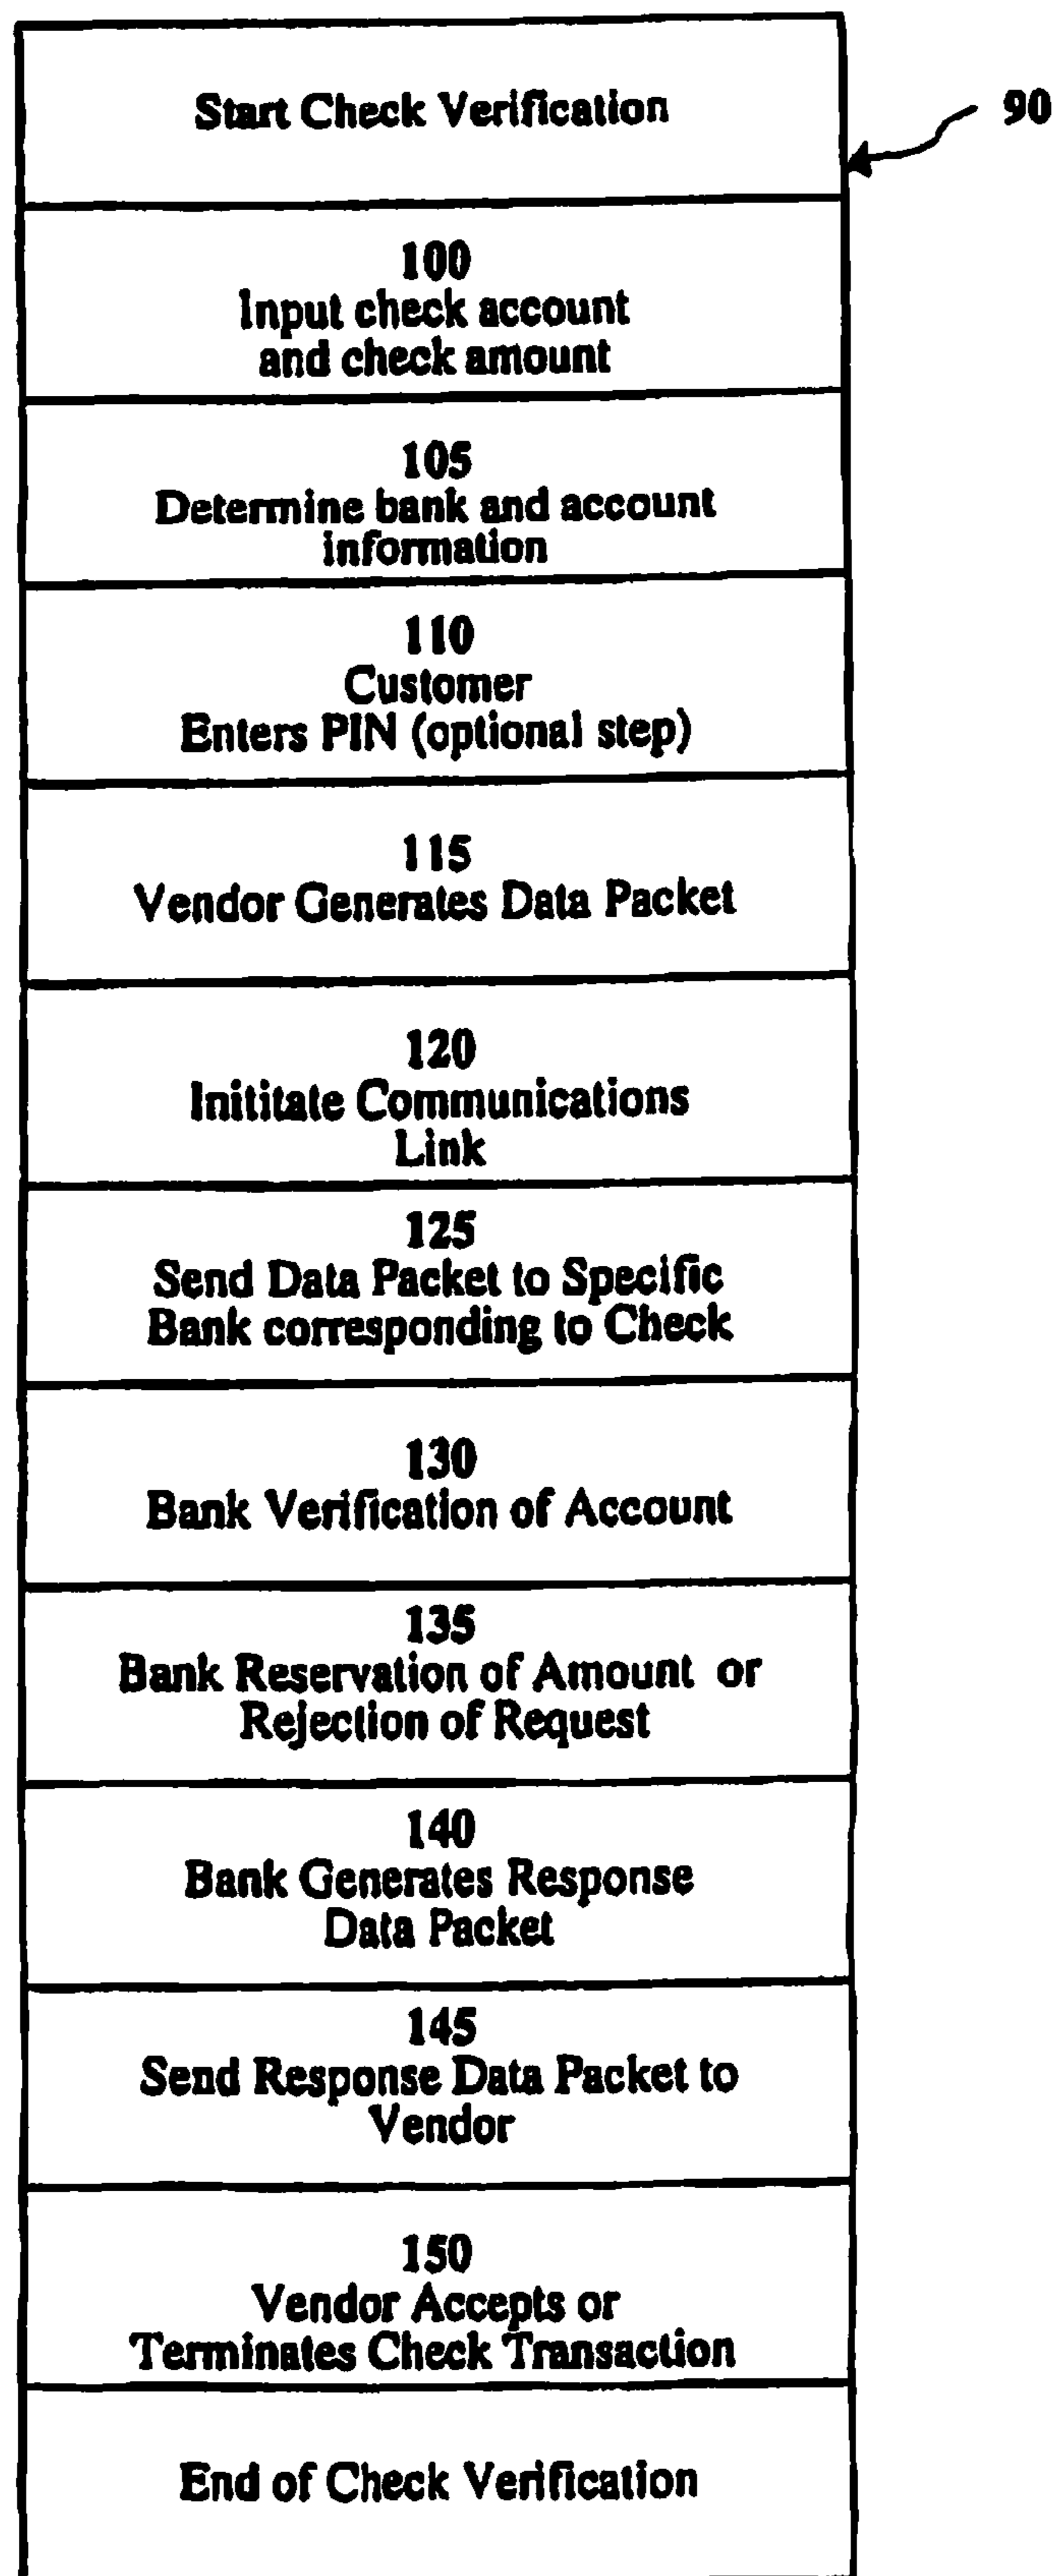 Start Check Verification
90
100
Input check account
and check amount
105
Determine bank and account
information
110
Customer
Enters PIN (optional step)
115
Vendor Generates Data Packet
120
Inititate Communications
Link
125
Send Data Packet to Specific
Bank corresponding to Check
130
Bank Verification of Account
135
Bank Reservation of Amount or
Rejection of Request
140
Bank Generates Response
Data Packet
145
Send Response Data Packet to
Vendor
150
Vendor Accepts or
Terminates Check Transaction
End of Check Verification